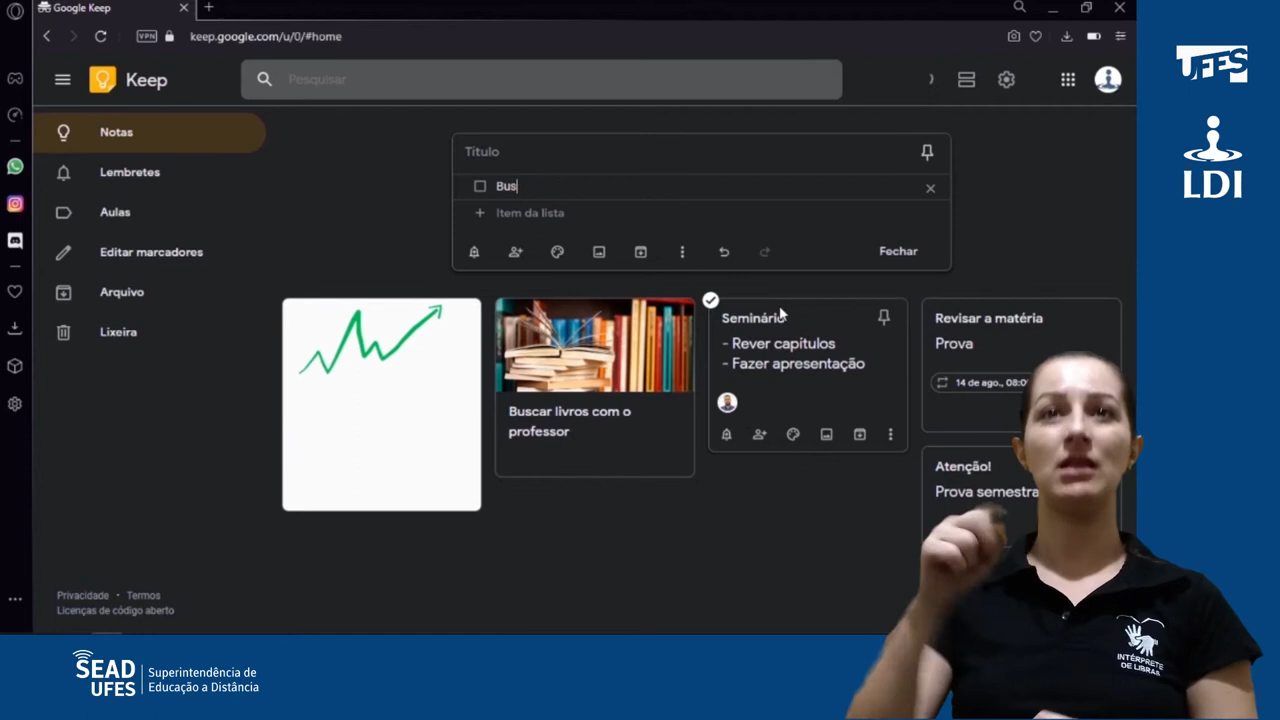 Google Keep
VPN
keep.google.com/u/0/#home
Keep
Pesquisar
Notas
Lembretes
Aulas
Editar marcadores
Arquivo
Lixeira
Título
Bus
Item da lista
Fechar
Buscar livros com o
professor
Seminário
- Rever capítulos
- Fazer apresentação
Revisar a matéria
Prova
14 de ago., 08:0
Atenção!
Prova semestra
Privacidade • Termos
Licenças de código aberto
UFES
LDI
INTÉRPRETE
DE LIBRAS
SEAD
UFES
Superintendência de
Educação a Distância